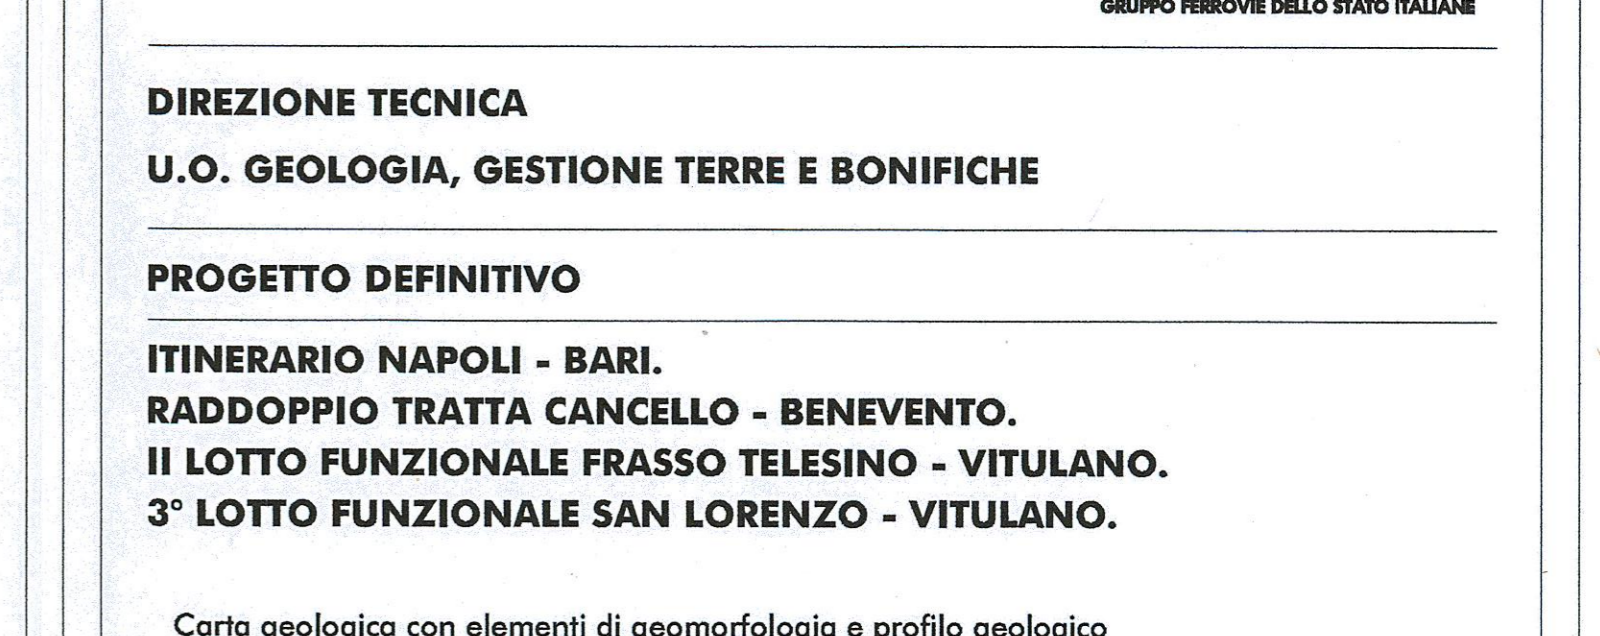 GRUPPO FERROVIE DELLO STATO ITALIANE
DIREZIONE TECNICA
U.O. GEOLOGIA, GESTIONE TERRE E BONIFICHE
PROGETTO DEFINITIVO
ITINERARIO NAPOLI - BARI.
RADDOPPIO TRATTA CANCELLO - BENEVENTO.
II LOTTO FUNZIONALE FRASSO TELESINO - VITULANO.
3° LOTTO FUNZIONALE SAN LORENZO - VITULANO.
Carta geologica con elementi di geomorfologia e profilo geologico